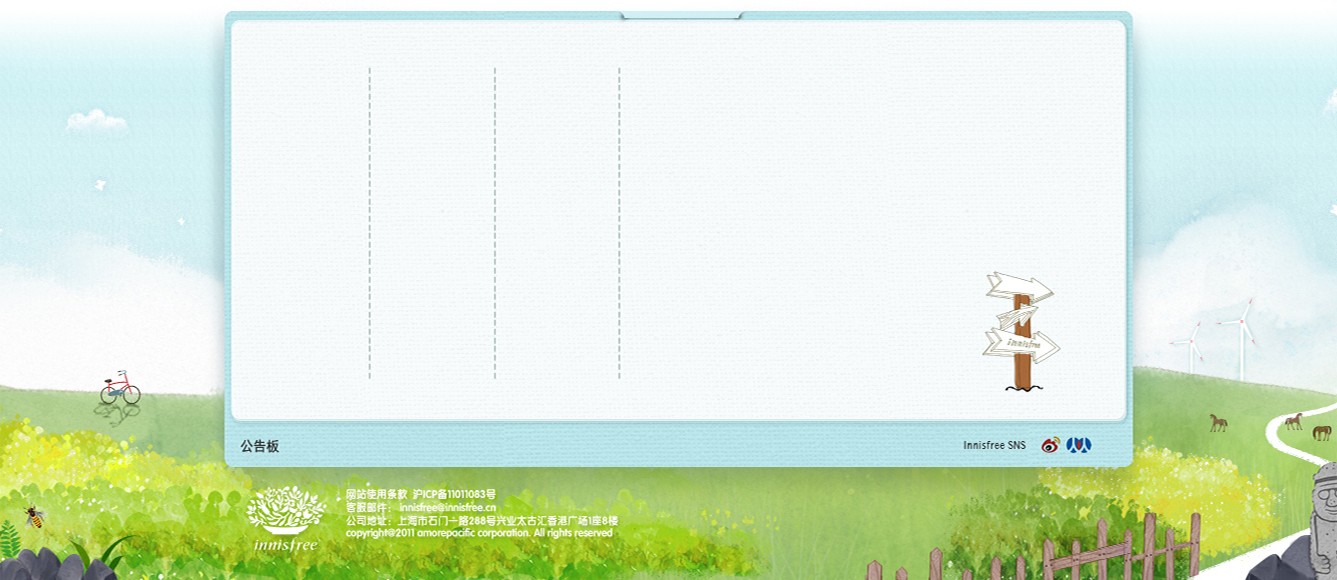 innisfree
公告板
Innisfree SNS
网站使用条款 沪ICP备11011083号
客服邮件： innisfree@innisfree.cn
公司地址：上海市石门一路288号兴业太古汇香港广场1座8楼
copyright@2011 amorepacific corporation. All rights reserved
innisfree